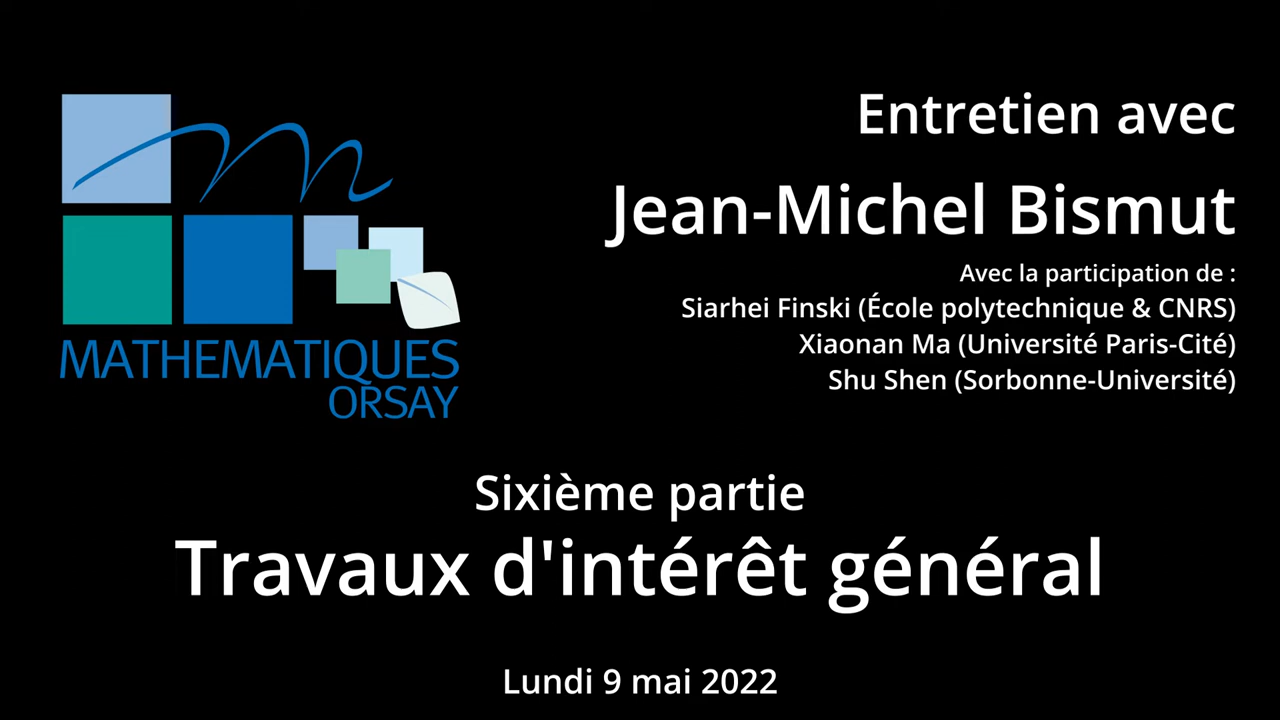 Entretien avec
Jean-Michel Bismut
Avec la participation de :
Siarhei Finski (École polytechnique & CNRS)
Xiaonan Ma (Université Paris-Cité)
Shu Shen (Sorbonne-Université)
m
MATHEMATIQUES
ORSAY
Sixième partie
Travaux d'intérêt général
Lundi 9 mai 2022